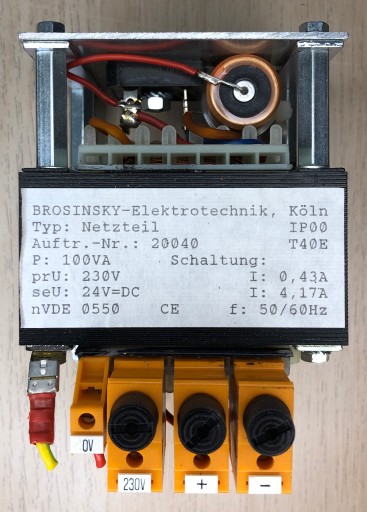 BROSINSKY-Elektrotechnik, Köln
Typ: Netzteil IP00
Auftr.-Nr.: 20040 T40E
P: 100VA Schaltung:
prU: 230V I: 0,43A
seU: 24V=DC I: 4,17A
nVDE 0550 CE f: 50/60Hz
0V
230V + -